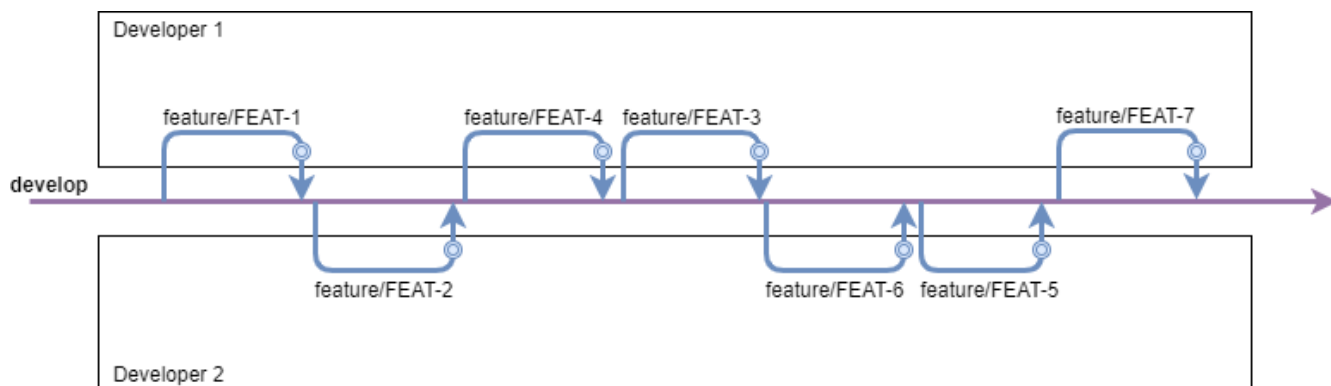 Developer 1
feature/FEAT-1
feature/FEAT-4
feature/FEAT-3
feature/FEAT-7
develop
feature/FEAT-2
feature/FEAT-6
feature/FEAT-5
Developer 2